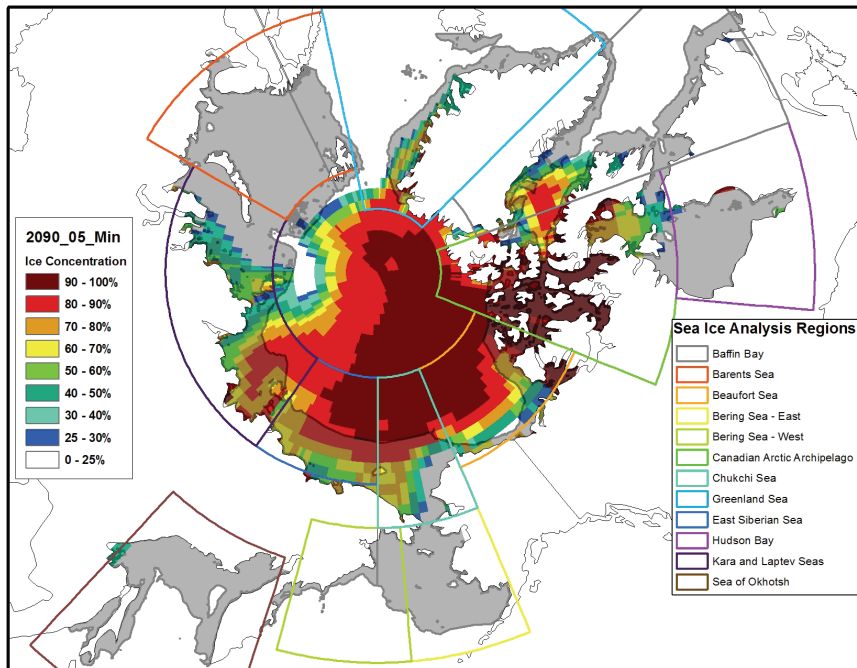 2090_05_Min
Ice Concentration
90 - 100%
80 - 90%
70 - 80%
60 - 70%
50 - 60%
40 - 50%
30 - 40%
25 - 30%
0 - 25%
Sea Ice Analysis Regions
Baffin Bay
Barents Sea
Beaufort Sea
Bering Sea - East
Bering Sea - West
Canadian Arctic Archipelago
Chukchi Sea
Greenland Sea
East Siberian Sea
Hudson Bay
Kara and Laptev Seas
Sea of Okhotsh